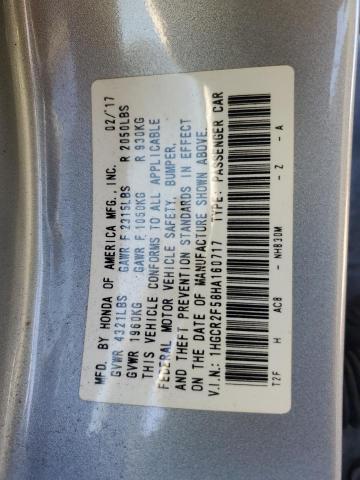 MFD. BY HONDA OF AMERICA MFG., INC. 02/17
GVWR 4321LBS GAWR F 2315LBS R 2050LBS
GVWR 1960KG GAWR F 1050KG R 930KG
THIS VEHICLE CONFORMS TO ALL APPLICABLE
FEDERAL MOTOR VEHICLE SAFETY, BUMPER,
AND THEFT PREVENTION STANDARDS IN EFFECT
ON THE DATE OF MANUFACTURE SHOWN ABOVE.
V.I.N.: 1HGCR2F58HA160717 TYPE: PASSENGER CAR
T2F H AC8 - NH830M - Z - A